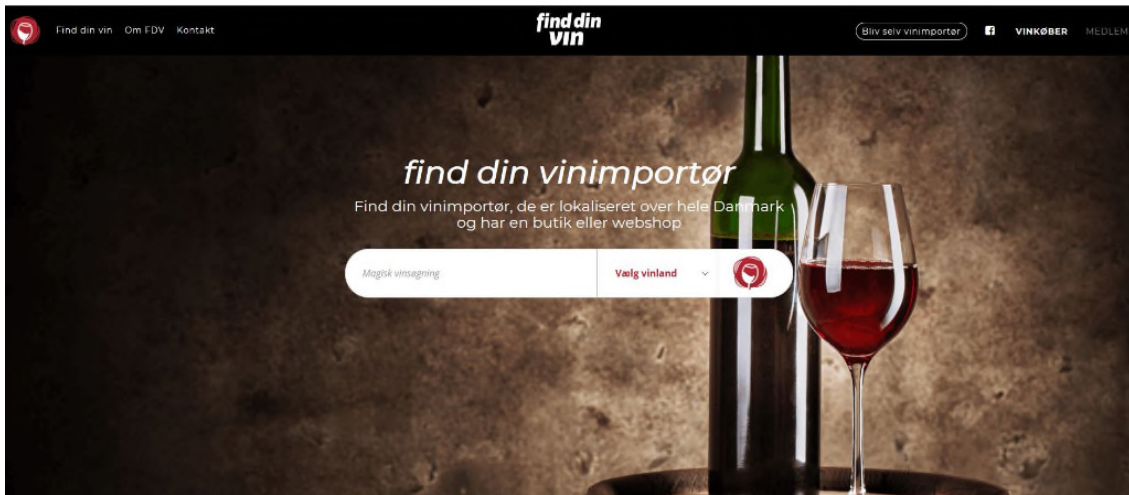 Find din vin Om FDV Kontakt
find din
vin
Bliv selv vinimportør
VINKØBER
MEDLEM
find din vinimportør
Find din vinimportør, de er lokaliseret over hele Danmark
og har en butik eller webshop
Magisk vinsøgning
Vælg vinland